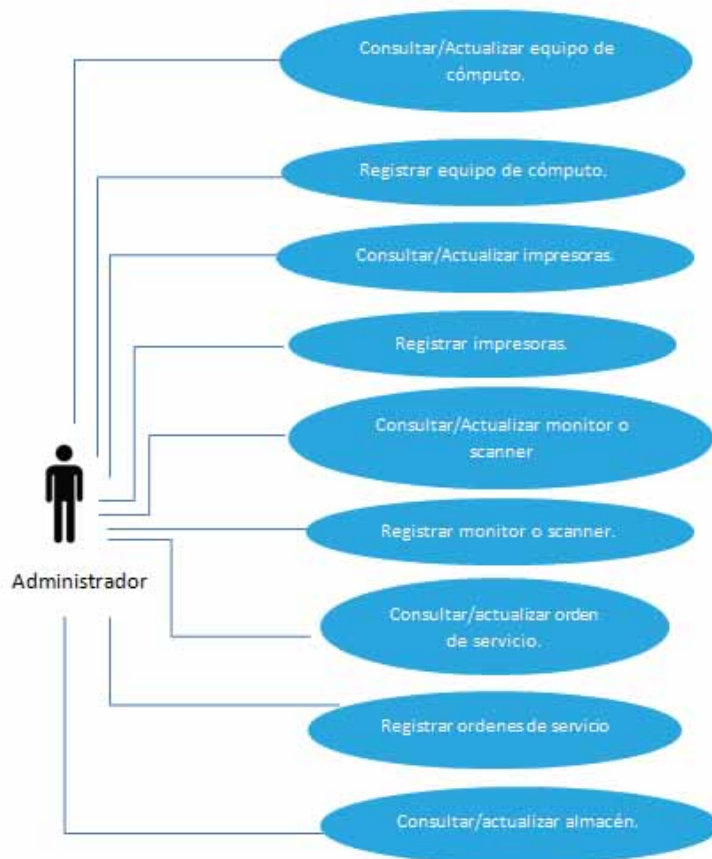 Consultar/Actualizar equipo de
cómputo.
Registrar equipo de cómputo.
Consultar/Actualizar impresoras.
Registrar impresoras.
Consultar/Actualizar monitor o
scanner
Registrar monitor o scanner.
Administrador
Consultar/actualizar orden
de servicio.
Registrar ordenes de servicio
Consultar/actualizar almacén.